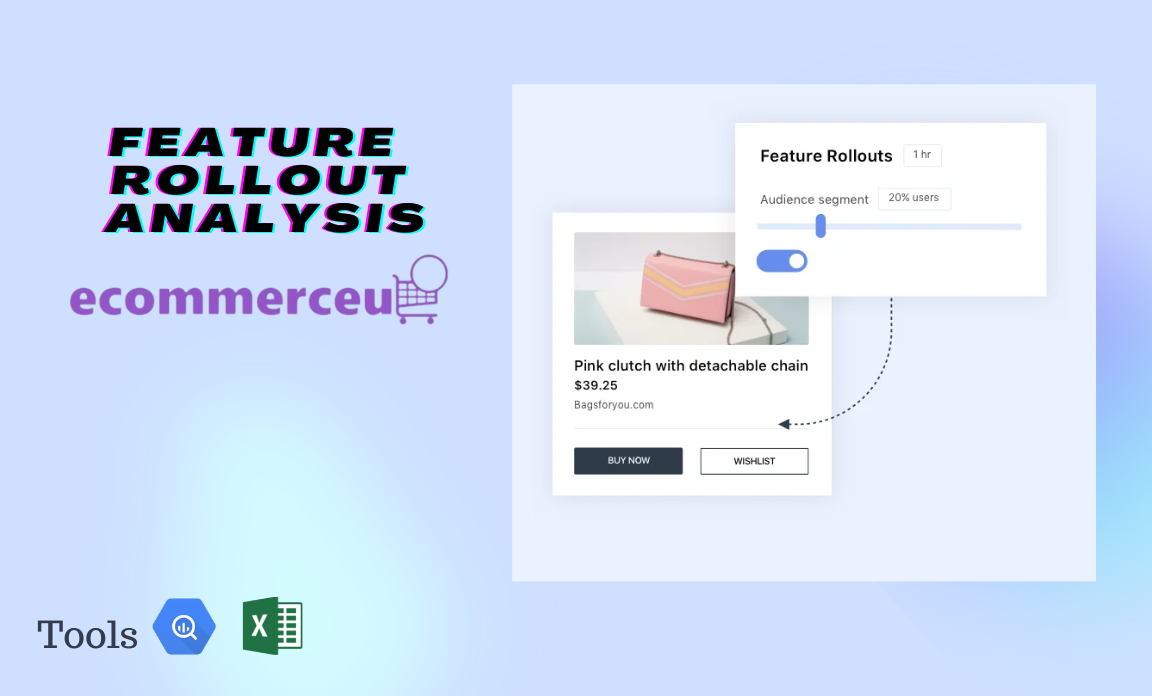 FEATURE
ROLLOUT
ANALYSIS
ecommerceu
Feature Rollouts
1 hr
Audience segment
20% users
Pink clutch with detachable chain
$39.25
Bagsforyou.com
BUY NOW
WISHLIST
Tools
X